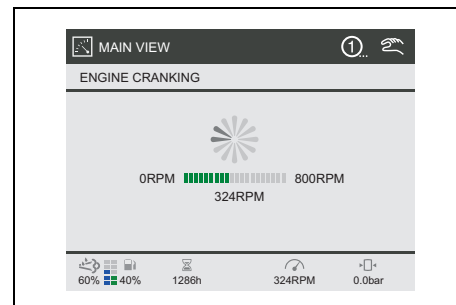 MAIN VIEW 1...
ENGINE CRANKING
0RPM 800RPM
324RPM
60% 40% 1286h 324RPM 0.0bar